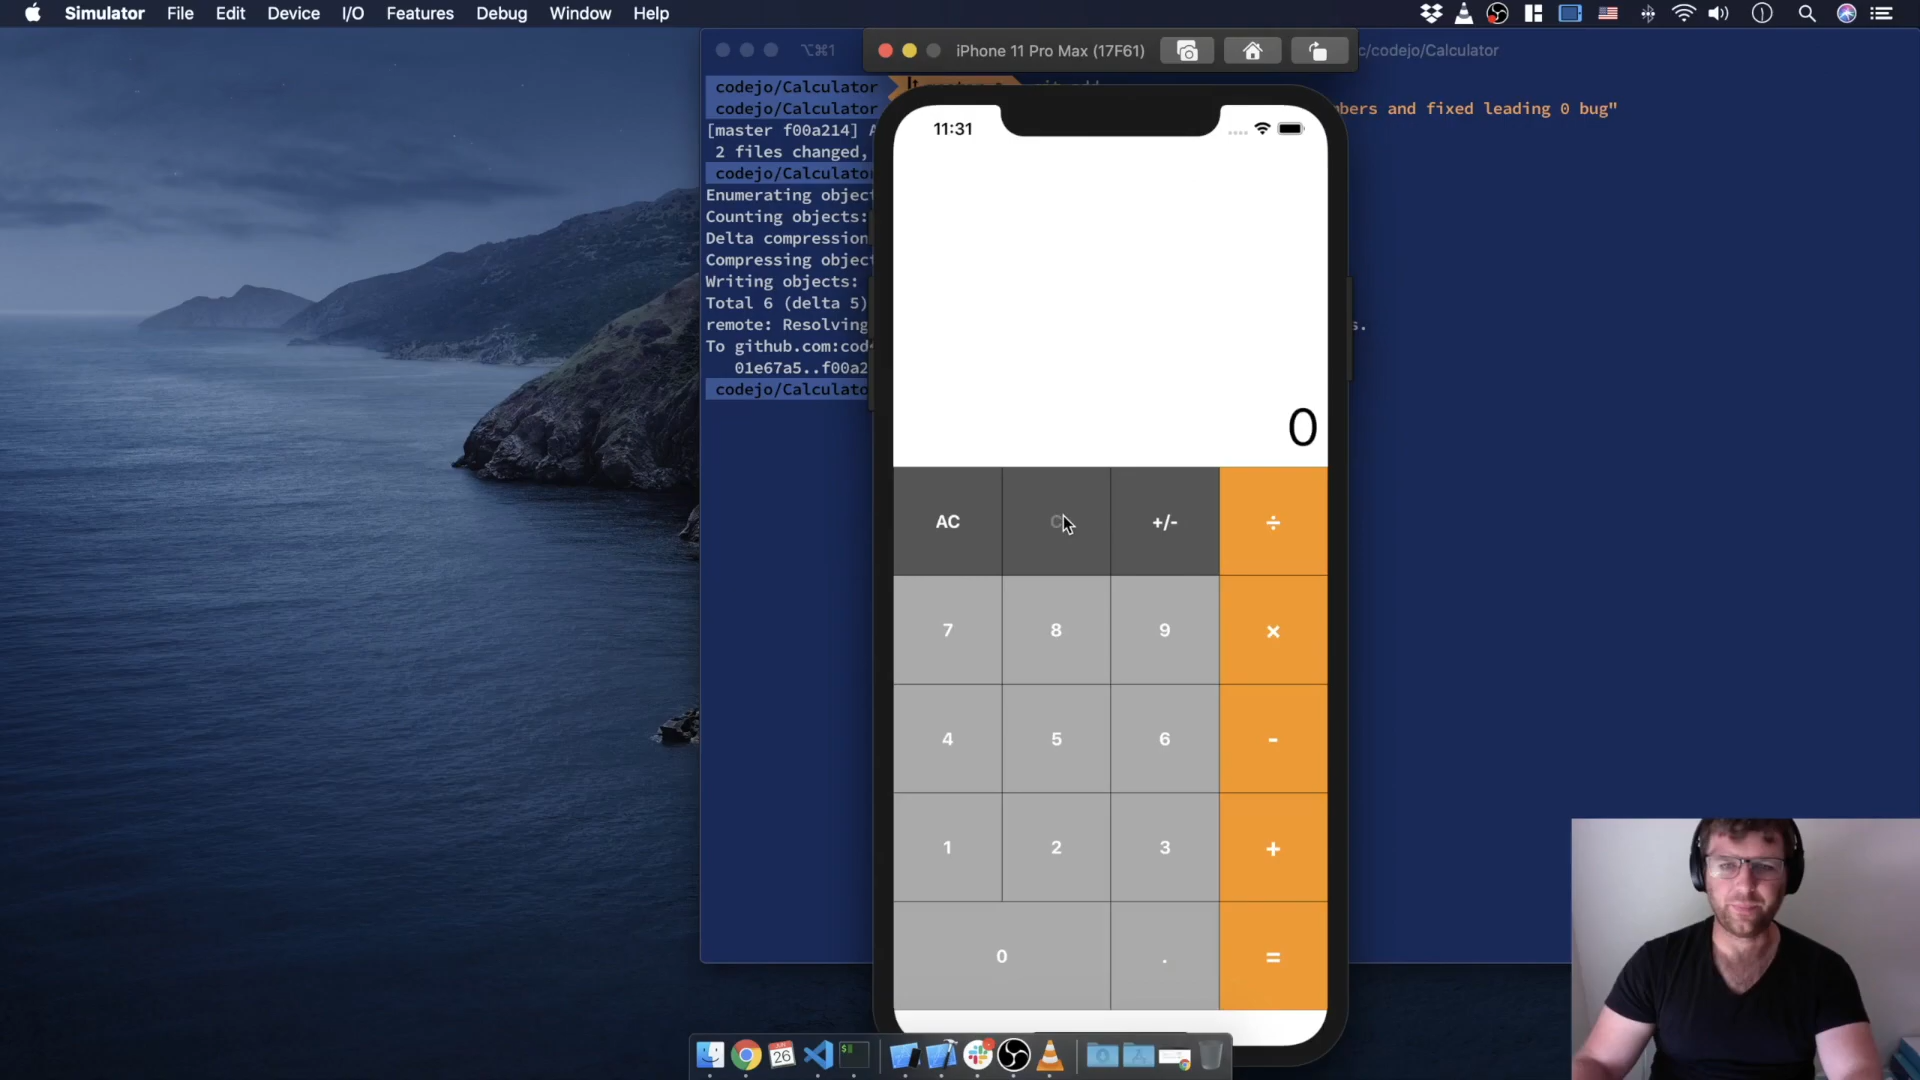 Simulator File Edit Device I/O Features Debug Window Help
⌥⌘1
iPhone 11 Pro Max (17F61)
c/codejo/Calculator
codejo/Calculator
codejo/Calculator
mbers and fixed leading 0 bug"
[master f00a214] A
2 files changed,
codejo/Calculator
Enumerating object
Counting objects:
Delta compression
Compressing object
Writing objects:
Total 6 (delta 5)
remote: Resolving
s.
To github.com:cod
01e67a5..f00a2
codejo/Calculato
11:31
0
AC C +/- ÷
7 8 9 ×
4 5 6 -
1 2 3 +
0 . =
26